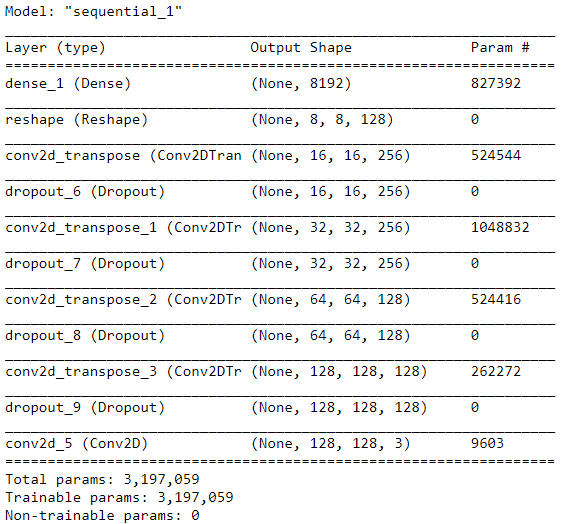 Model: "sequential_1"
_________________________________________________________________
Layer (type)                 Output Shape              Param #
=================================================================
dense_1 (Dense)              (None, 8192)              827392
_________________________________________________________________
reshape (Reshape)            (None, 8, 8, 128)         0
_________________________________________________________________
conv2d_transpose (Conv2DTran (None, 16, 16, 256)       524544
_________________________________________________________________
dropout_6 (Dropout)          (None, 16, 16, 256)       0
_________________________________________________________________
conv2d_transpose_1 (Conv2DTr (None, 32, 32, 256)       1048832
_________________________________________________________________
dropout_7 (Dropout)          (None, 32, 32, 256)       0
_________________________________________________________________
conv2d_transpose_2 (Conv2DTr (None, 64, 64, 128)       524416
_________________________________________________________________
dropout_8 (Dropout)          (None, 64, 64, 128)       0
_________________________________________________________________
conv2d_transpose_3 (Conv2DTr (None, 128, 128, 128)     262272
_________________________________________________________________
dropout_9 (Dropout)          (None, 128, 128, 128)     0
_________________________________________________________________
conv2d_5 (Conv2D)            (None, 128, 128, 3)       9603
=================================================================
Total params: 3,197,059
Trainable params: 3,197,059
Non-trainable params: 0